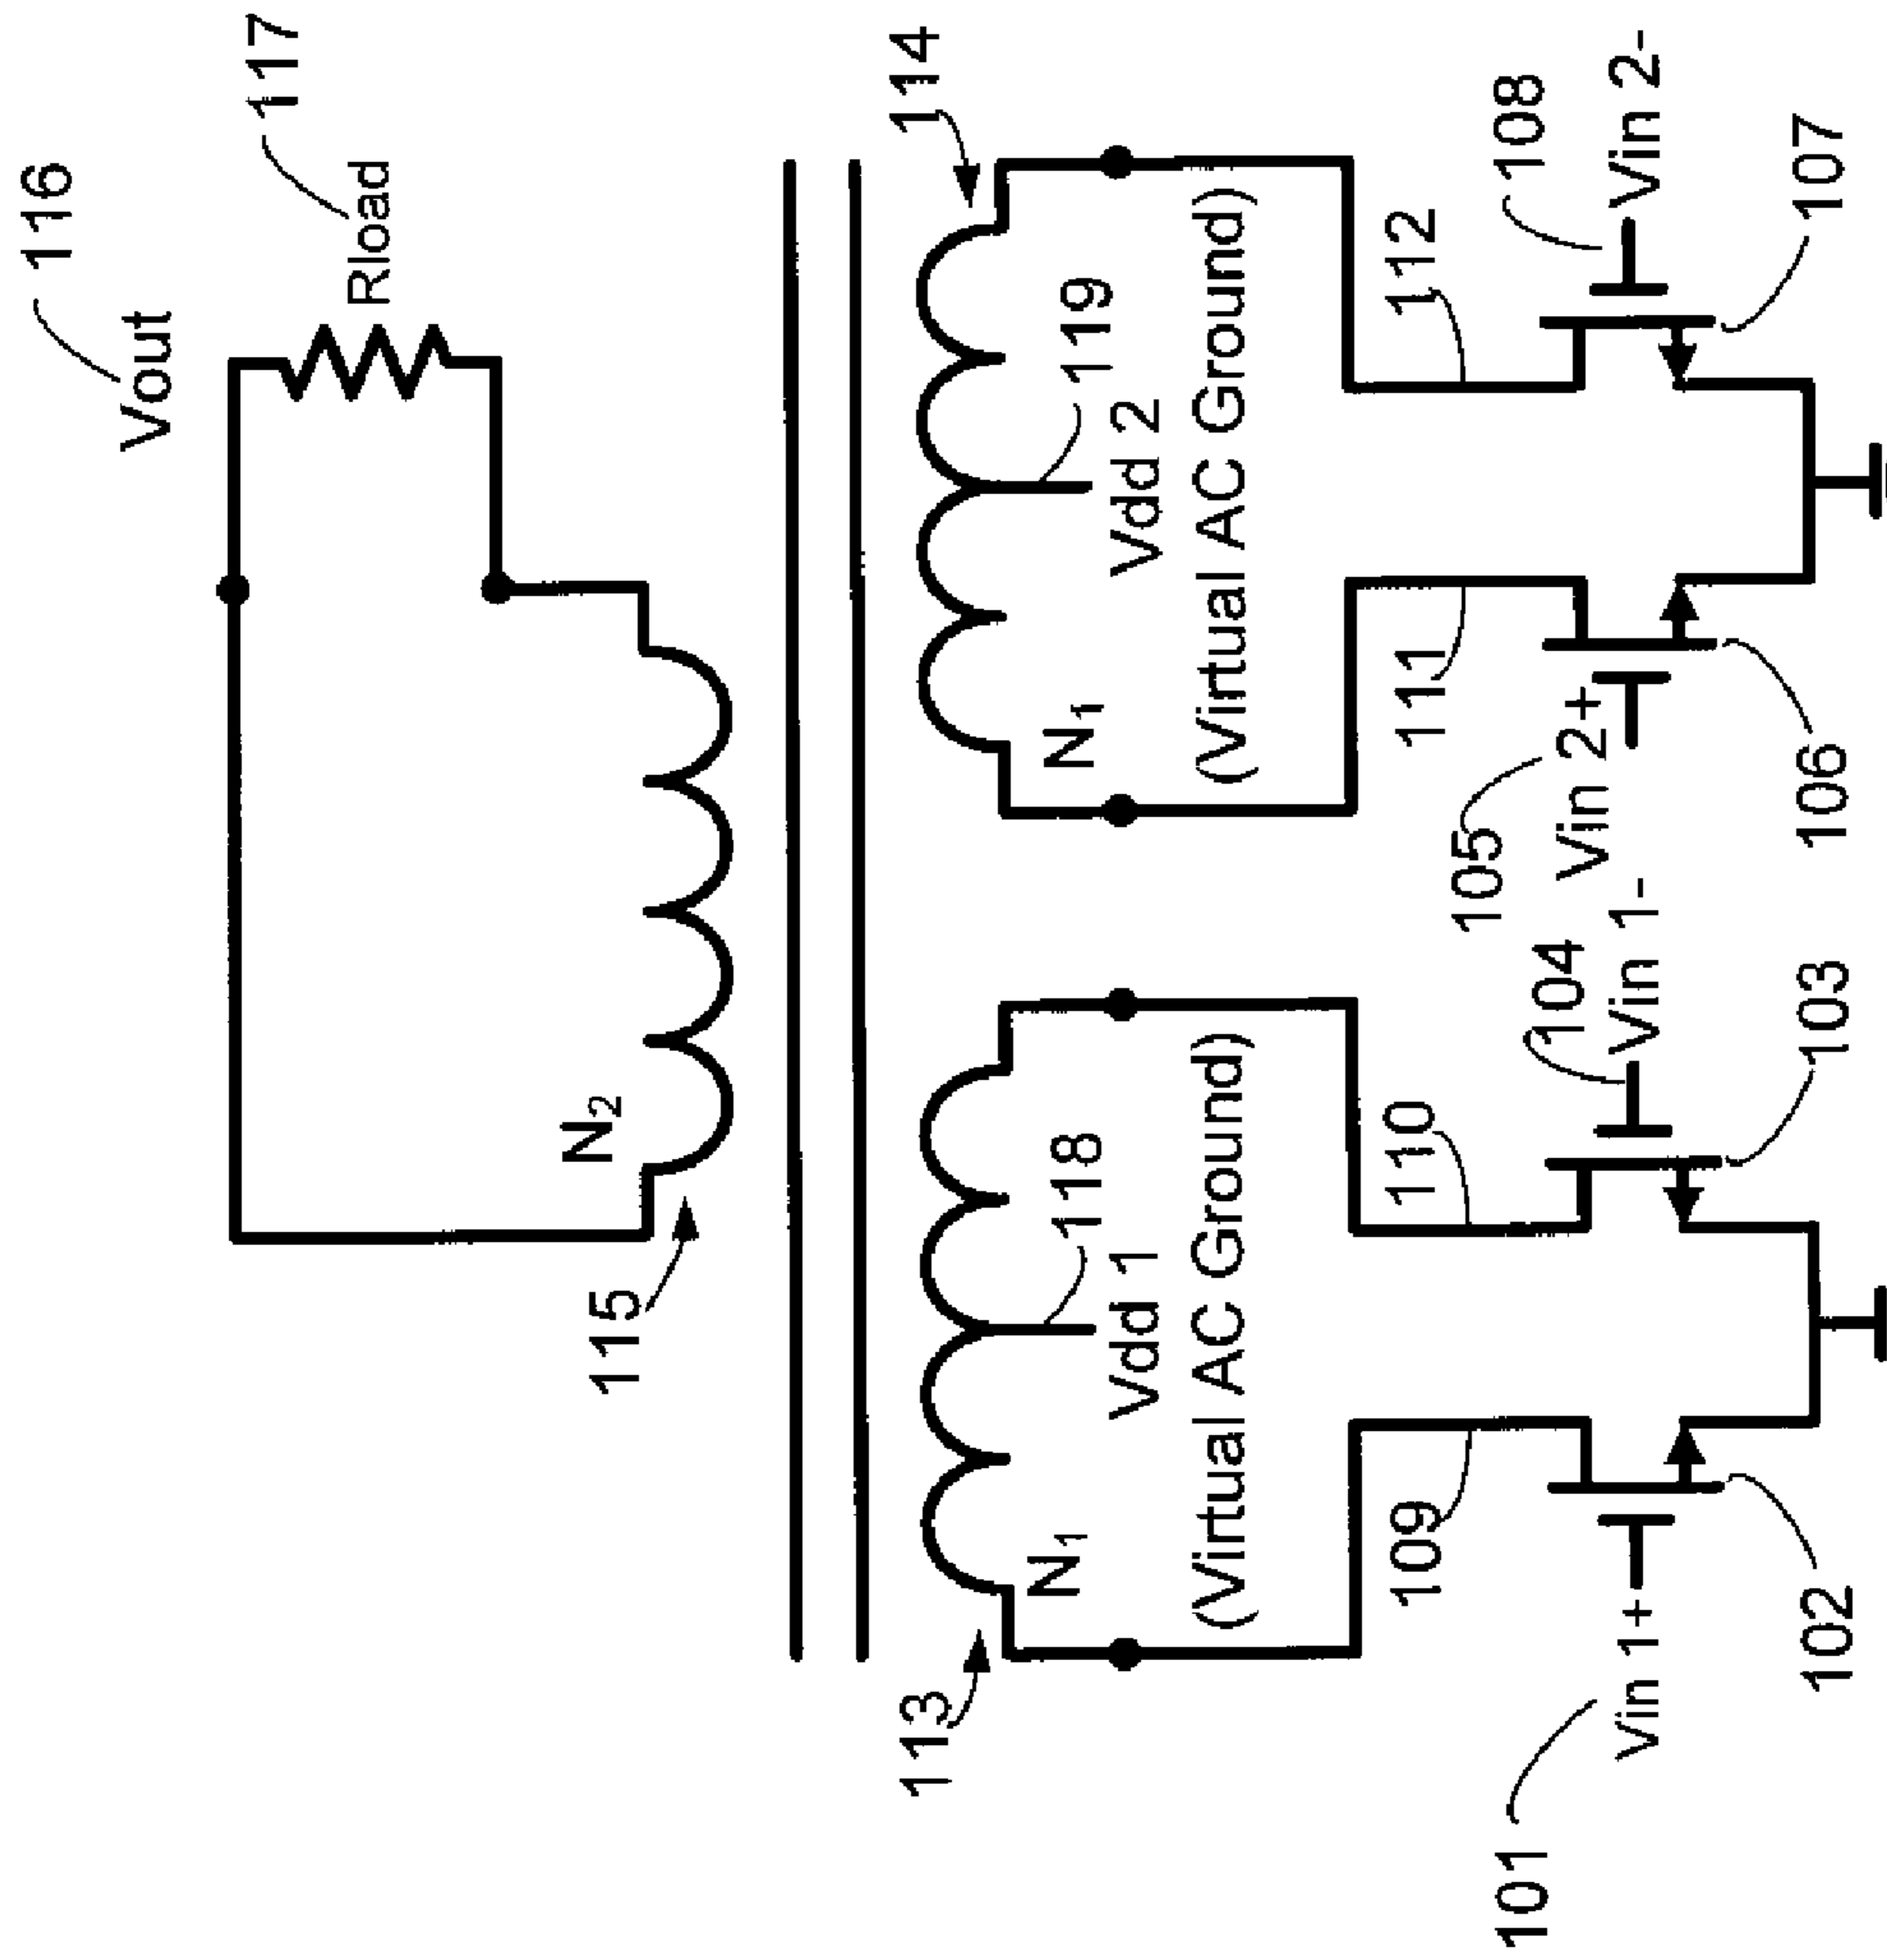 116
Vout
117
Rload
N2
115
114
113
N1
Vdd 1
(Virtual AC Ground)
118
N1
Vdd 2
(Virtual AC Ground)
119
109
110
111
112
101
Vin 1+
102
103
104
Vin 1-
105
Vin 2+
106
107
108
Vin 2-